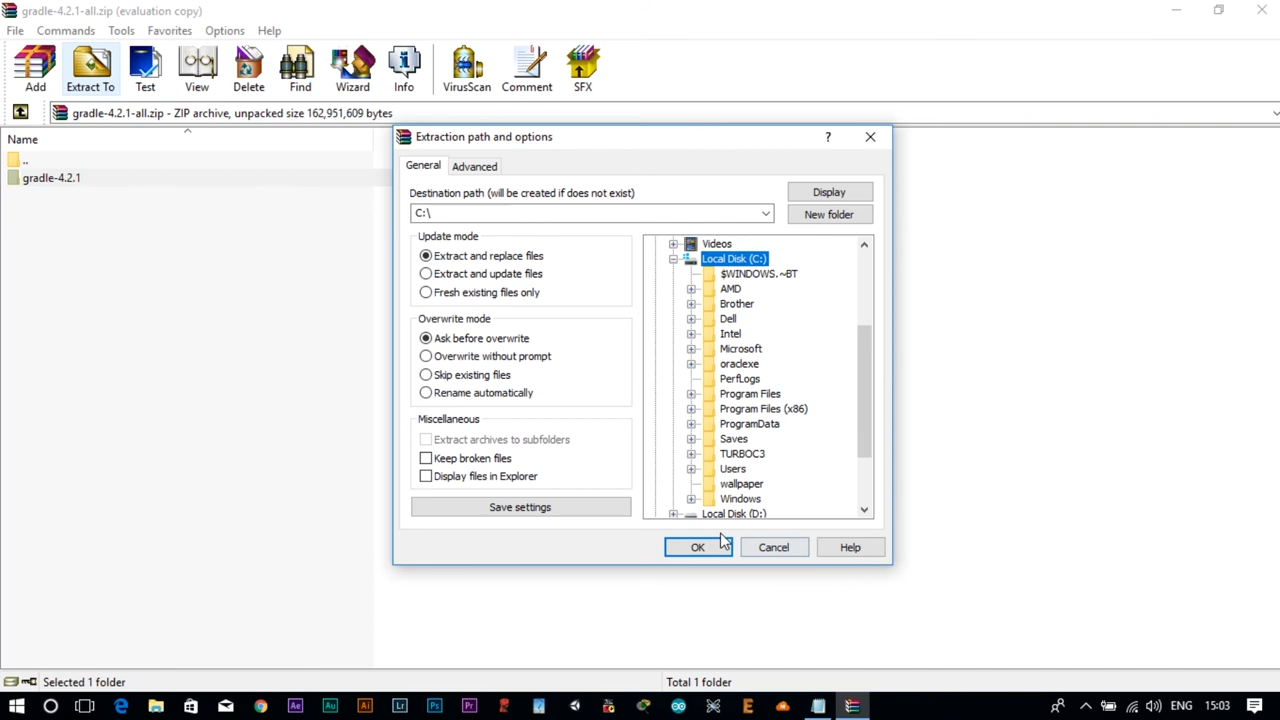 gradle-4.2.1-all.zip (evaluation copy)
File Commands Tools Favorites Options Help
Add Extract To Test View Delete Find Wizard Info VirusScan Comment SFX
gradle-4.2.1-all.zip - ZIP archive, unpacked size 162,951,609 bytes
Name
..
gradle-4.2.1
Extraction path and options
?
General Advanced
Destination path (will be created if does not exist)
Display
C:\
New folder
Update mode
Extract and replace files
Extract and update files
Fresh existing files only
Overwrite mode
Ask before overwrite
Overwrite without prompt
Skip existing files
Rename automatically
Miscellaneous
Extract archives to subfolders
Keep broken files
Display files in Explorer
Save settings
Videos
Local Disk (C:)
$WINDOWS.~BT
AMD
Brother
Dell
Intel
Microsoft
oraclexe
PerfLogs
Program Files
Program Files (x86)
ProgramData
Saves
TURBOC3
Users
wallpaper
Windows
Local Disk (D:)
OK Cancel Help
Selected 1 folder
Total 1 folder
Ae Au Ai Lr Ps Pr E ENG 15:03